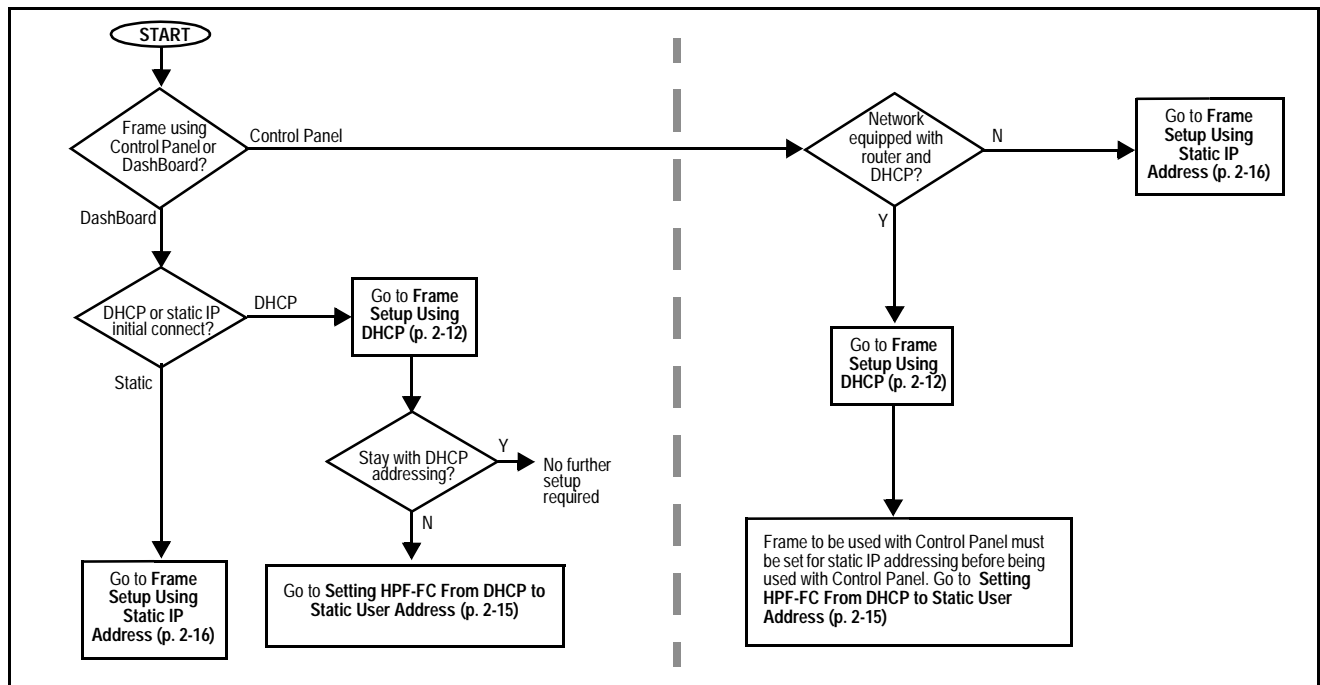 START
Frame using
Control Panel or
DashBoard?
Control Panel
DashBoard
DHCP or static IP
initial connect?
DHCP
Static
Go to Frame
Setup Using
DHCP (p. 2-12)
Stay with DHCP
addressing?
Y
No further
setup
required
N
Go to Frame
Setup Using
Static IP
Address (p. 2-16)
Go to Setting HPF-FC From DHCP to
Static User Address (p. 2-15)
Network
equipped with
router and
DHCP?
N
Go to Frame
Setup Using
Static IP
Address (p. 2-16)
Y
Go to Frame
Setup Using
DHCP (p. 2-12)
Frame to be used with Control Panel must
be set for static IP addressing before being
used with Control Panel. Go to Setting
HPF-FC From DHCP to Static User
Address (p. 2-15)